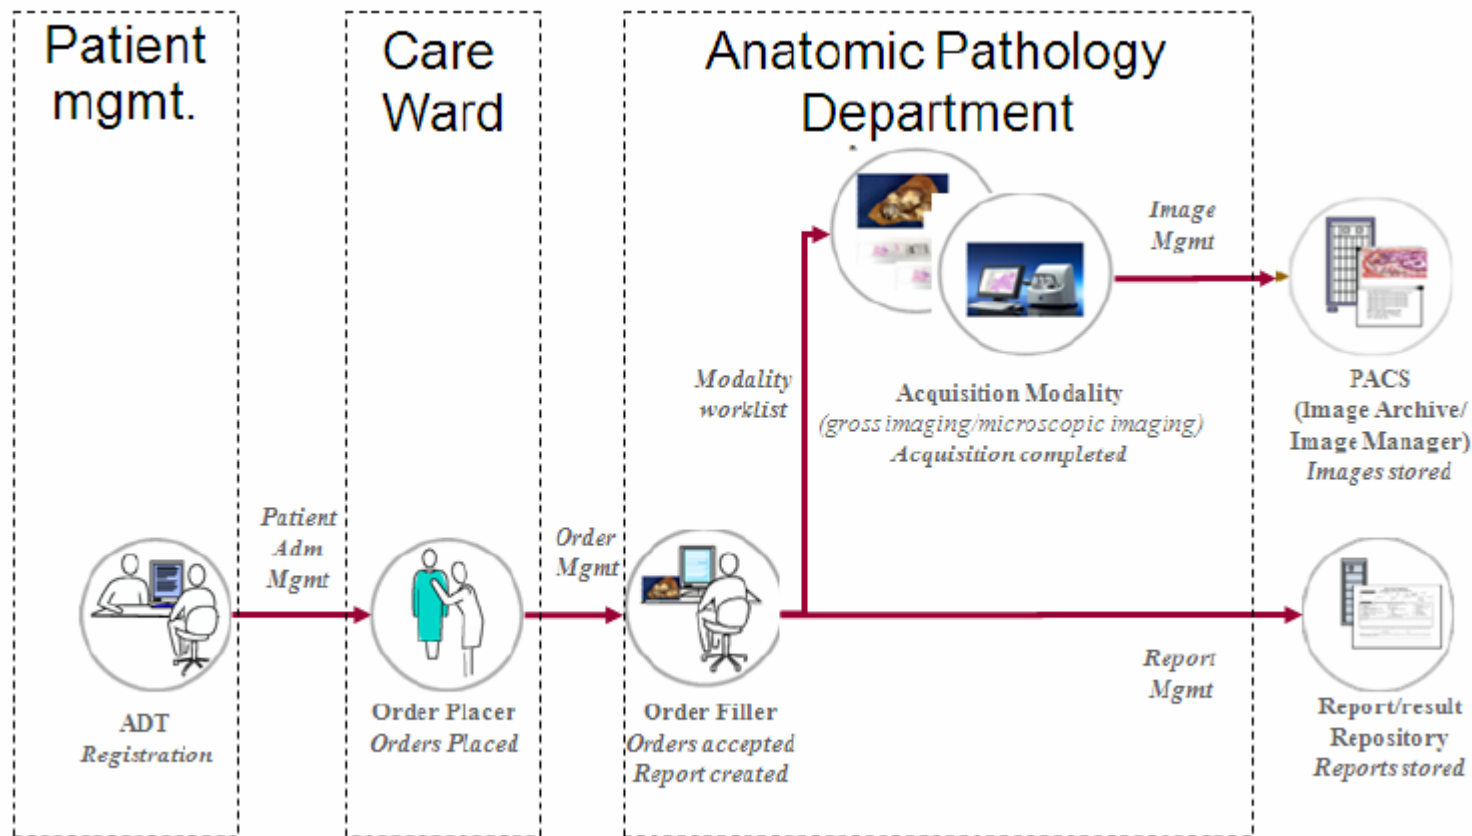 Patient
mgmt.
Care
Ward
Anatomic Pathology
Department
Image
Mgmt
Modality
worklist
Acquisition Modality
(gross imaging/microscopic imaging)
Acquisition completed
PACS
(Image Archive/
Image Manager)
Images stored
Patient
Adm
Mgmt
Order
Mgmt
Report
Mgmt
ADT
Registration
Order Placer
Orders Placed
Order Filler
Orders accepted
Report created
Report/result
Repository
Reports stored